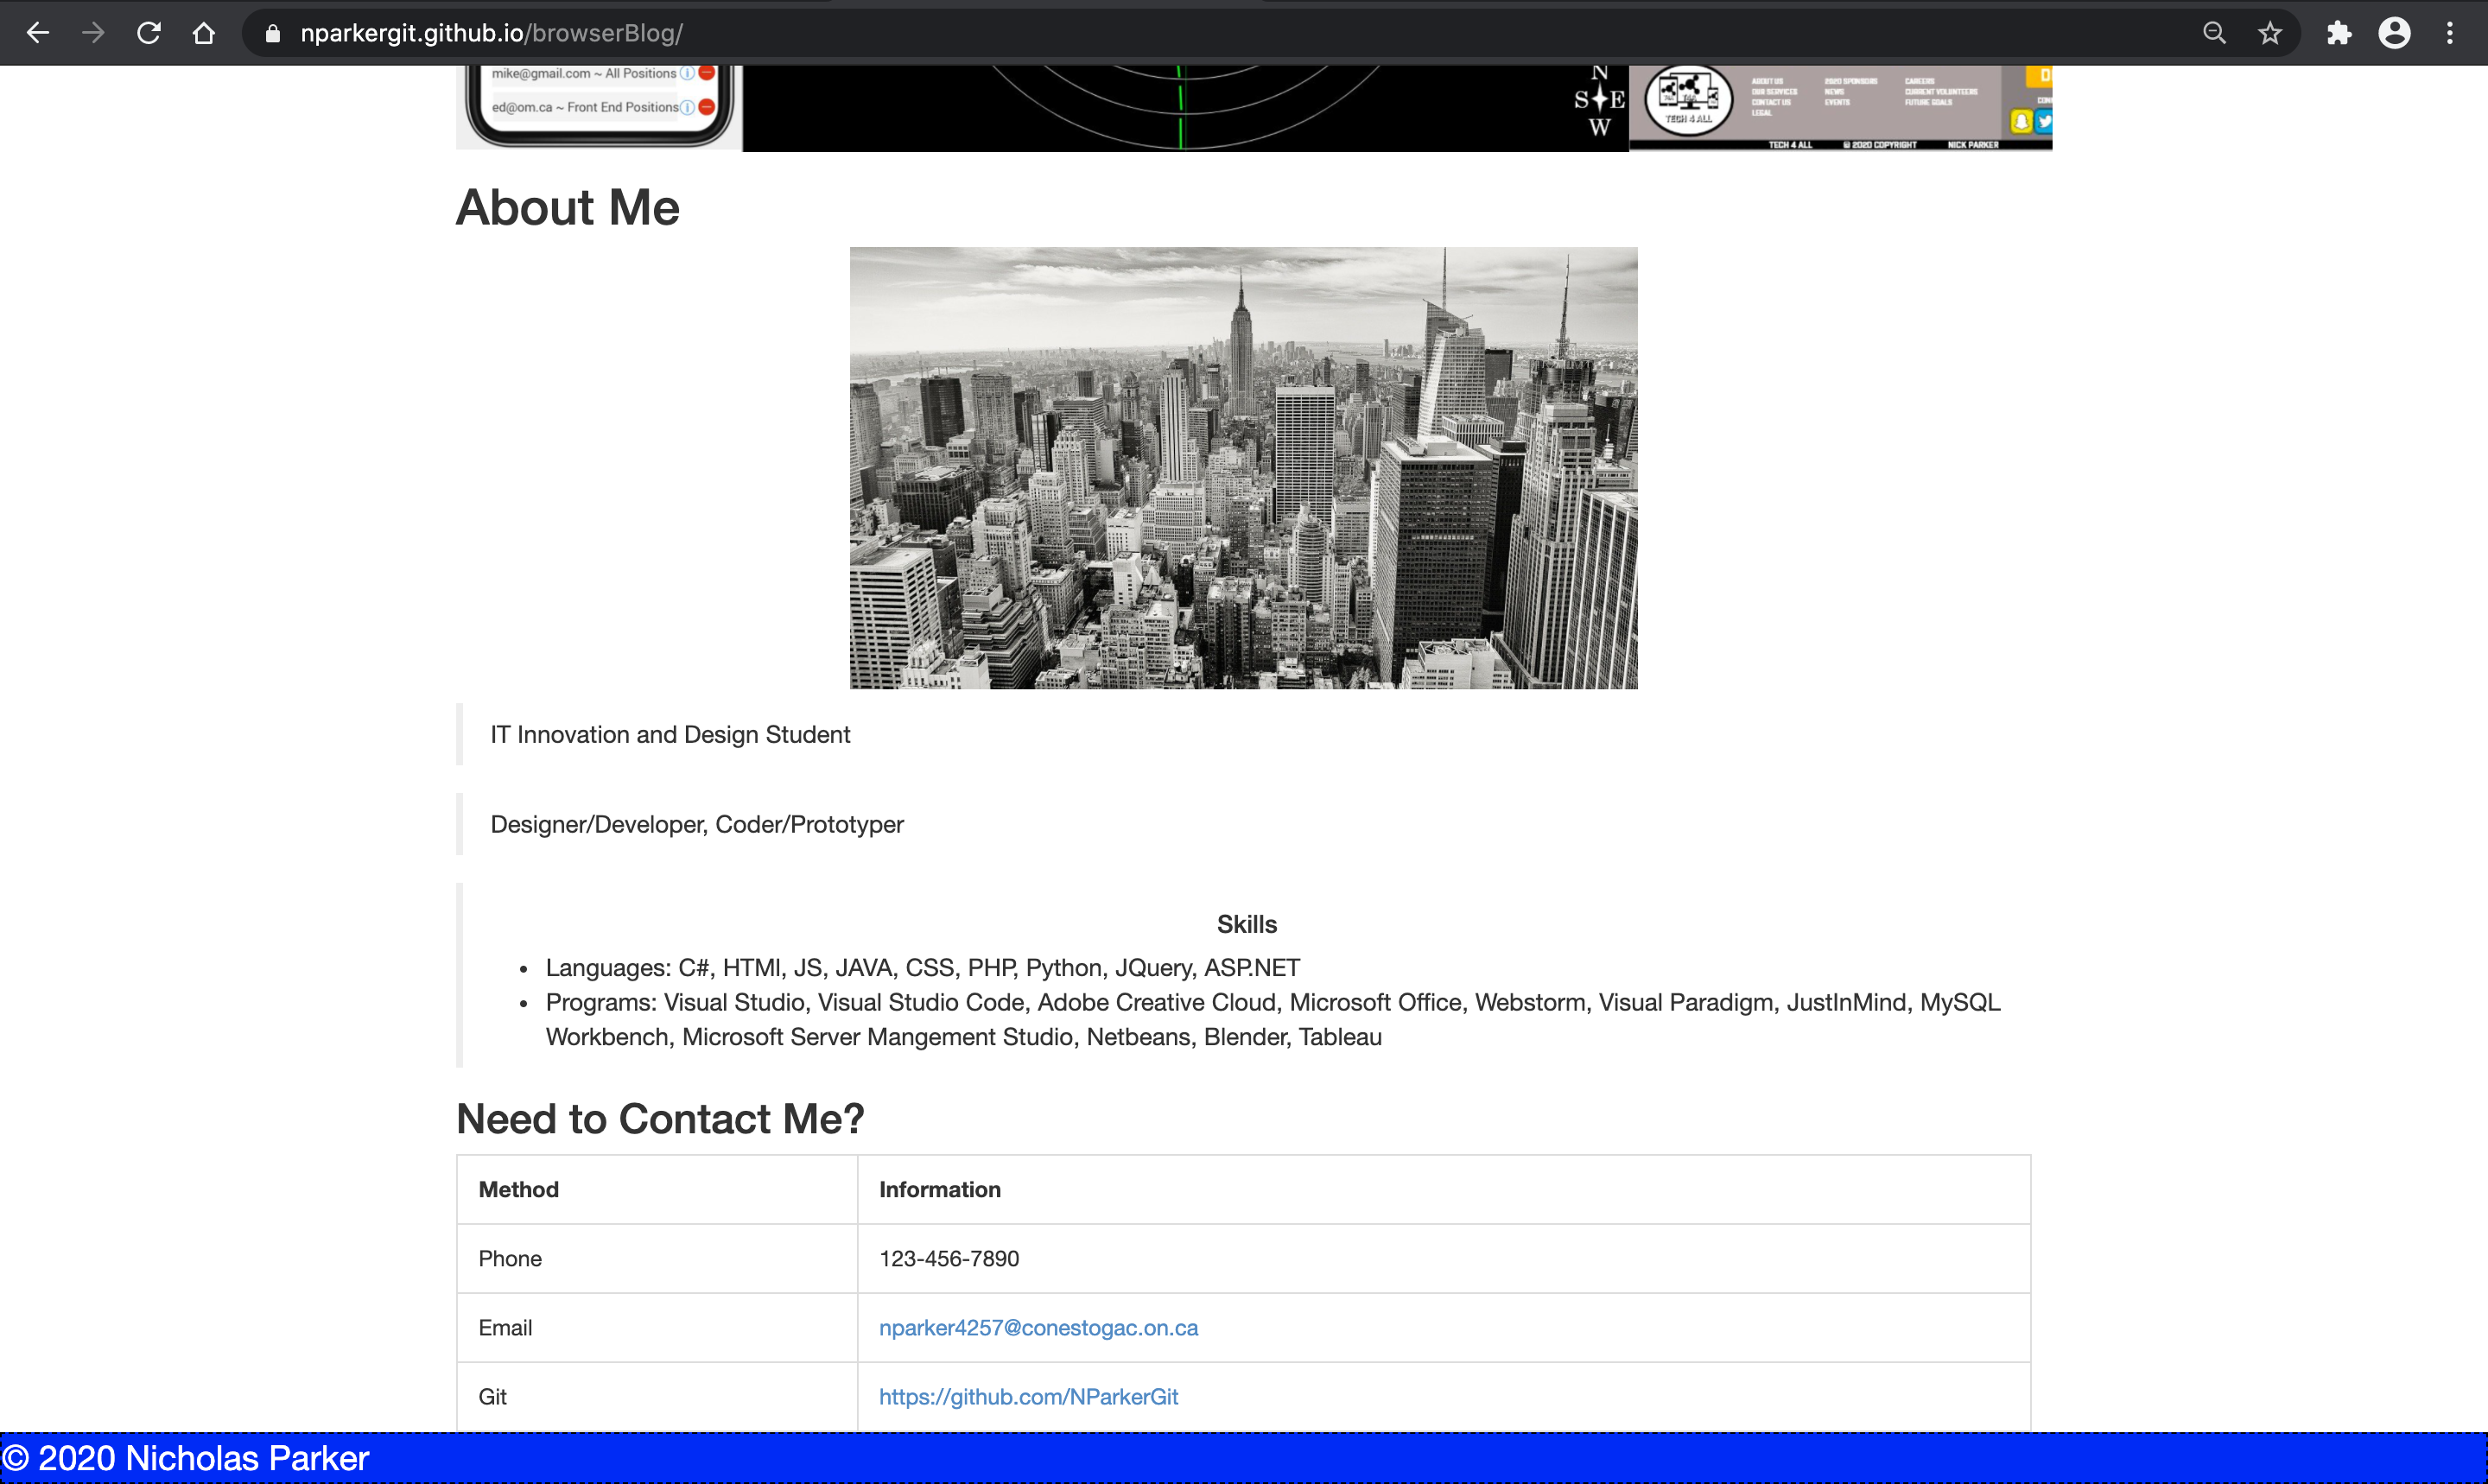 nparkergit.github.io/browserBlog/
mike@gmail.com ~ All Positions
ed@om.ca ~ Front End Positions
N
S E
W
TECH 4 ALL
ABOUT US
OUR SERVICES
CONTACT US
LEGAL
2020 SPONSORS
NEWS
EVENTS
CAREERS
CURRENT VOLUNTEERS
FUTURE GOALS
TECH 4 ALL © 2020 COPYRIGHT NICK PARKER
About Me
IT Innovation and Design Student
Designer/Developer, Coder/Prototyper
Skills
• Languages: C#, HTMl, JS, JAVA, CSS, PHP, Python, JQuery, ASP.NET
• Programs: Visual Studio, Visual Studio Code, Adobe Creative Cloud, Microsoft Office, Webstorm, Visual Paradigm, JustInMind, MySQL
Workbench, Microsoft Server Mangement Studio, Netbeans, Blender, Tableau
Need to Contact Me?
Method Information
Phone 123-456-7890
Email nparker4257@conestogac.on.ca
Git https://github.com/NParkerGit
© 2020 Nicholas Parker